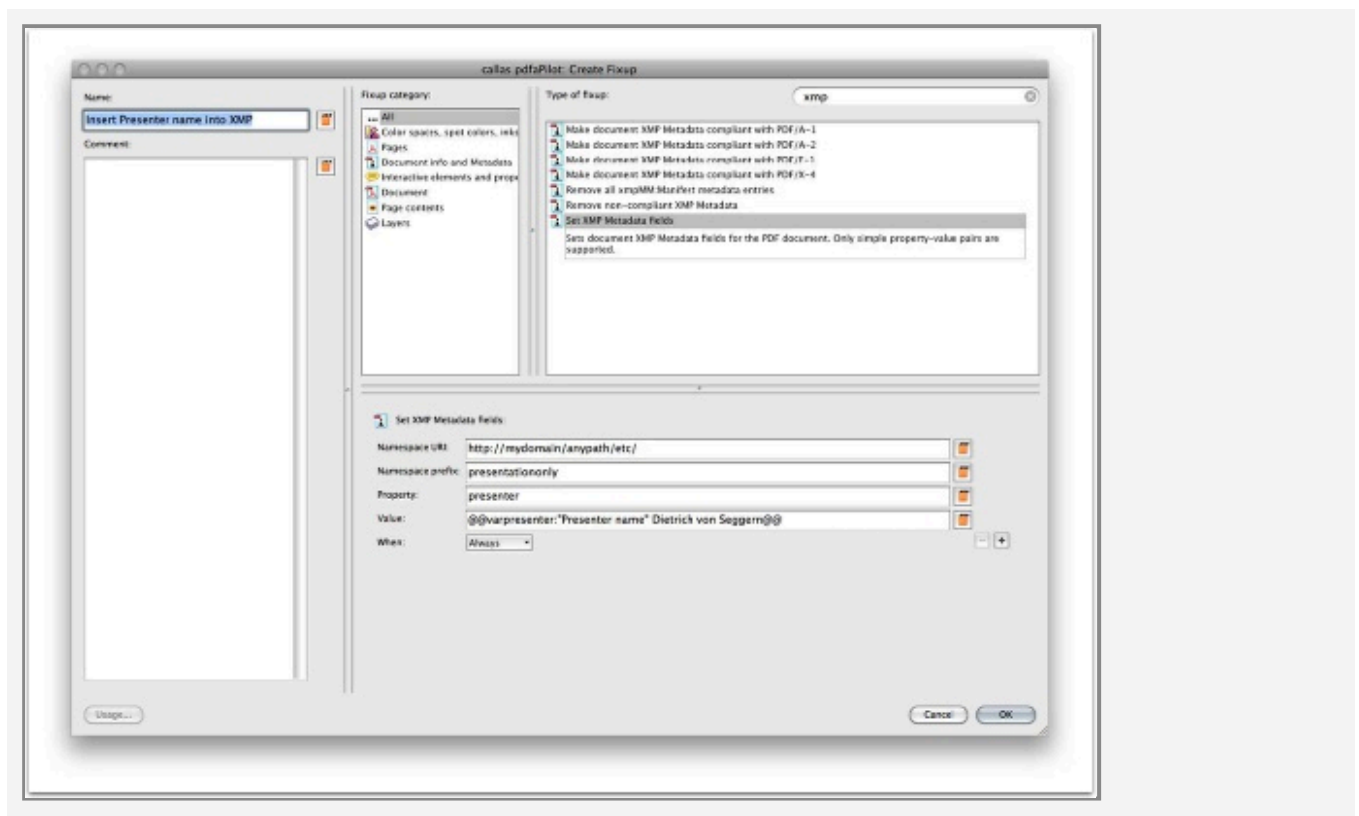 callas pdfaPilot: Create Fixup
Name:
Insert Presenter name into XMP
Comment:
Usage...
Fixup category:
... All
Color spaces, spot colors, inks
Pages
Document info and Metadata
Interactive elements and prope
Document
Page contents
Layers
Type of fixup:
xmp
Make document XMP Metadata compliant with PDF/A-1
Make document XMP Metadata compliant with PDF/A-2
Make document XMP Metadata compliant with PDF/E-1
Make document XMP Metadata compliant with PDF/X-4
Remove all xmpMM:Manifert metadata entries
Remove non-compliant XMP Metadata
Set XMP Metadata fields
Sets document XMP Metadata fields for the PDF document. Only simple property-value pairs are
supported.
Set XMP Metadata fields
Namespace URI: http://mydomain/anypath/etc/
Namespace prefix: presentationonly
Property: presenter
Value: @@varpresenter:"Presenter name" Dietrich von Seggern@@
When: Always
Cancel OK